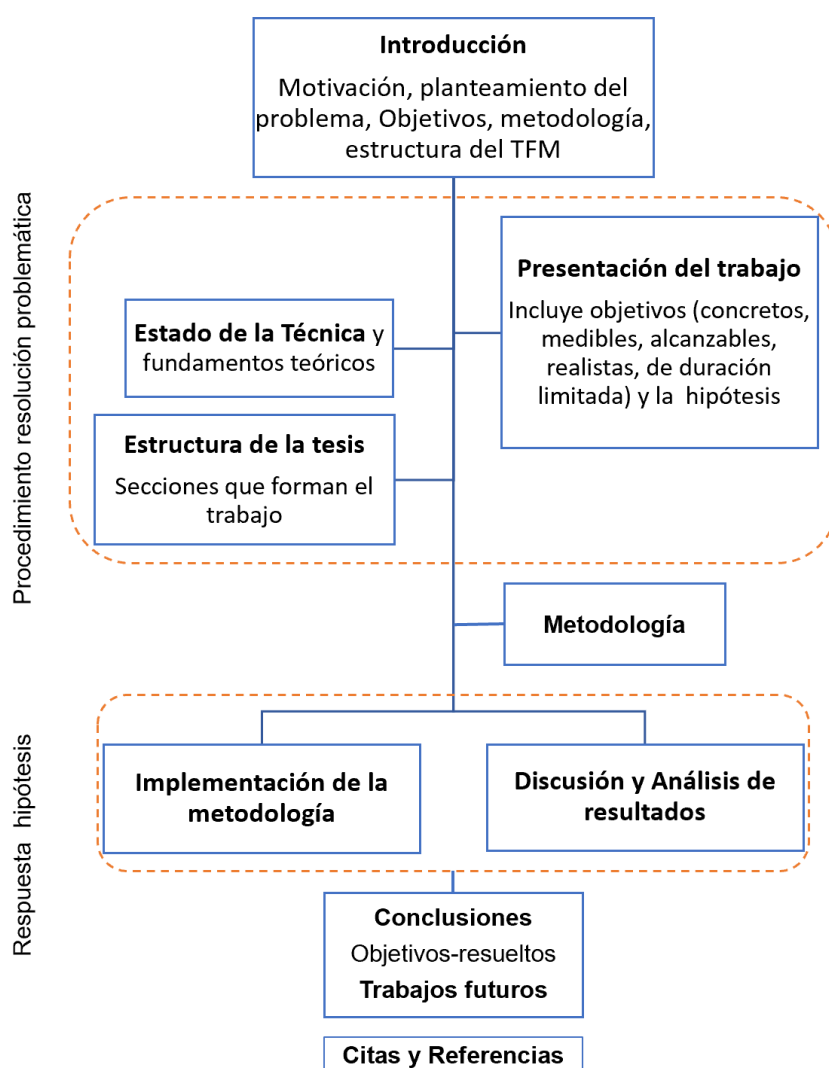 Introducción
Motivación, planteamiento del
problema, Objetivos, metodología,
estructura del TFM
Procedimiento resolución problemática
Presentación del trabajo
Incluye objetivos (concretos,
medibles, alcanzables,
realistas, de duración
limitada) y la hipótesis
Estado de la Técnica y
fundamentos teóricos
Estructura de la tesis
Secciones que forman el
trabajo
Metodología
Respuesta hipótesis
Implementación de la
metodología
Discusión y Análisis de
resultados
Conclusiones
Objetivos-resueltos
Trabajos futuros
Citas y Referencias